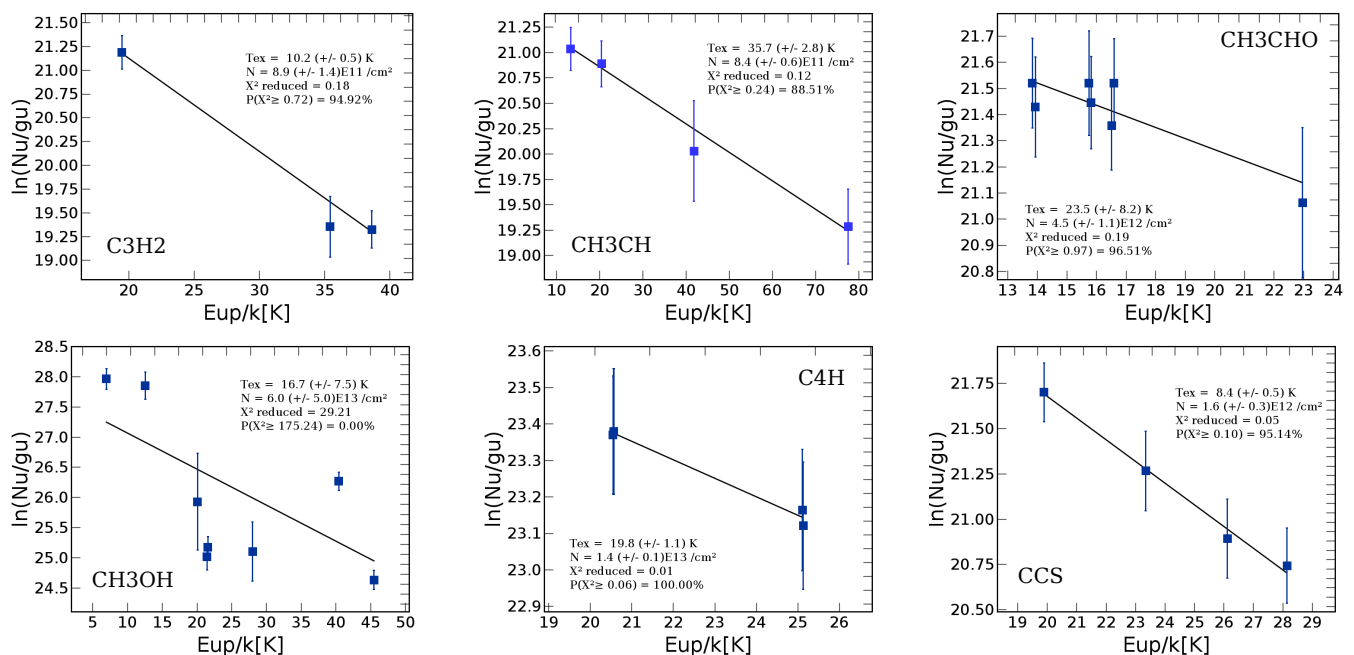 ln(Nu/gu)
21.50
21.25
21.00
20.75
20.50
20.25
20.00
19.75
19.50
19.25
19.00
Tex = 10.2 (+/- 0.5) K
N = 8.9 (+/- 1.4)E11 /cm²
X² reduced = 0.18
P(X²≥ 0.72) = 94.92%
C3H2
20 25 30 35 40
Eup/k[K]
ln(Nu/gu)
21.25
21.00
20.75
20.50
20.25
20.00
19.75
19.50
19.25
19.00
Tex = 35.7 (+/- 2.8) K
N = 8.4 (+/- 0.6)E11 /cm²
X² reduced = 0.12
P(X²≥ 0.24) = 88.51%
CH3CH
10 20 30 40 50 60 70 80
Eup/k[K]
ln(Nu/gu)
21.7
21.6
21.5
21.4
21.3
21.2
21.1
21.0
20.9
20.8
CH3CHO
Tex = 23.5 (+/- 8.2) K
N = 4.5 (+/- 1.1)E12 /cm²
X² reduced = 0.19
P(X²≥ 0.97) = 96.51%
13 14 15 16 17 18 19 20 21 22 23 24
Eup/k[K]
ln(Nu/gu)
28.5
28.0
27.5
27.0
26.5
26.0
25.5
25.0
24.5
Tex = 16.7 (+/- 7.5) K
N = 6.0 (+/- 5.0)E13 /cm²
X² reduced = 29.21
P(X²≥ 175.24) = 0.00%
CH3OH
5 10 15 20 25 30 35 40 45 50
Eup/k[K]
ln(Nu/gu)
23.6
23.5
23.4
23.3
23.2
23.1
23.0
22.9
C4H
Tex = 19.8 (+/- 1.1) K
N = 1.4 (+/- 0.1)E13 /cm²
X² reduced = 0.01
P(X²≥ 0.06) = 100.00%
19 20 21 22 23 24 25 26
Eup/k[K]
ln(Nu/gu)
21.75
21.50
21.25
21.00
20.75
20.50
Tex = 8.4 (+/- 0.5) K
N = 1.6 (+/- 0.3)E12 /cm²
X² reduced = 0.05
P(X²≥ 0.10) = 95.14%
CCS
19 20 21 22 23 24 25 26 27 28 29
Eup/k[K]